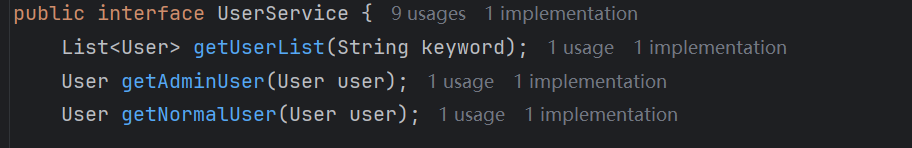 public interface UserService {  9 usages  1 implementation
    List<User> getUserList(String keyword);  1 usage  1 implementation
    User getAdminUser(User user);  1 usage  1 implementation
    User getNormalUser(User user);  1 usage  1 implementation